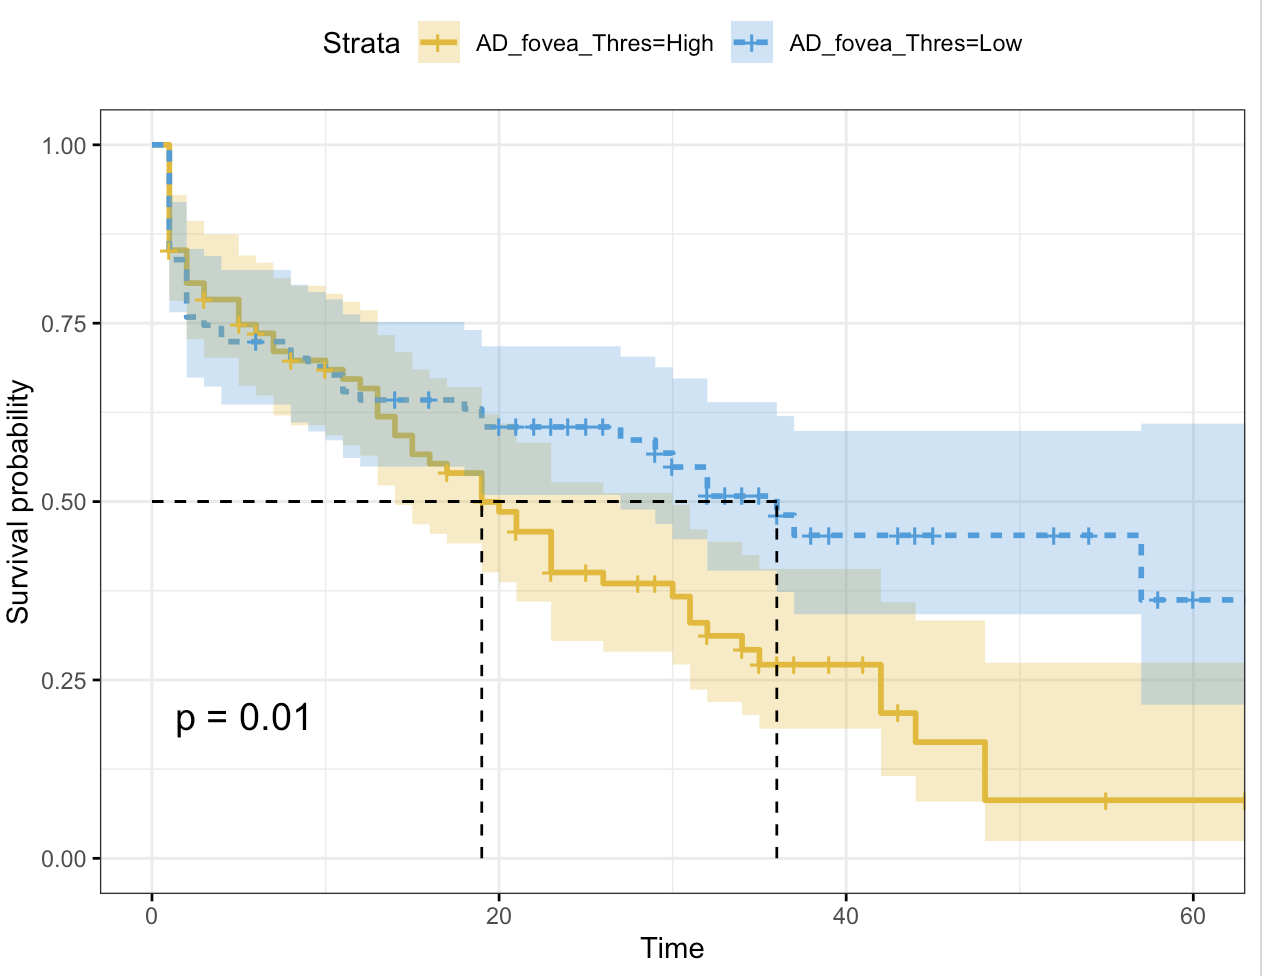 Strata AD_fovea_Thres=High AD_fovea_Thres=Low
Survival probability
1.00
0.75
0.50
0.25
0.00
p = 0.01
0 20 40 60
Time